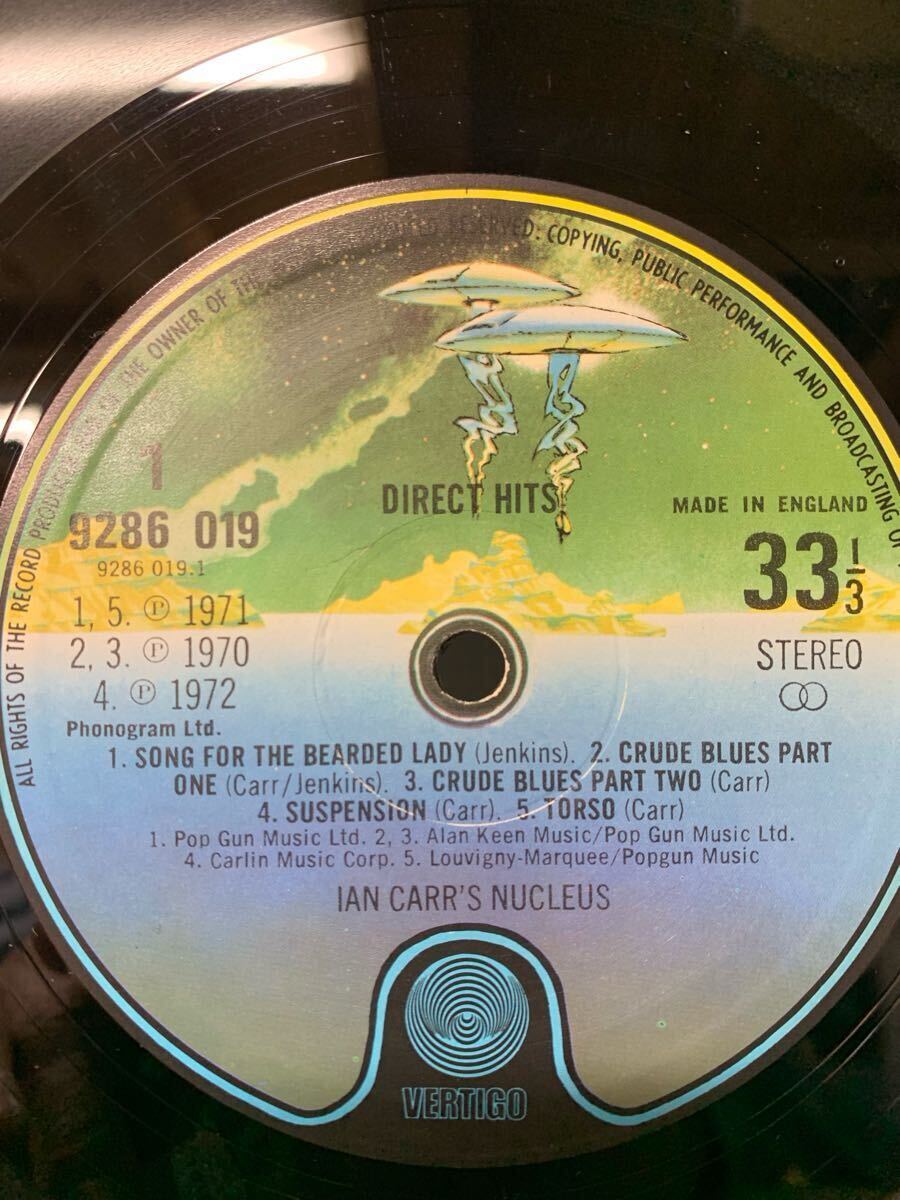 ALL RIGHTS OF THE RECORD PRODUCER THE OWNER OF THE RESERVED. COPYING, PUBLIC PERFORMANCE AND BROADCASTING OF
1
9286 019
9286 019.1
1, 5. ℗ 1971
2, 3. ℗ 1970
4. ℗ 1972
Phonogram Ltd.
DIRECT HITS
MADE IN ENGLAND
33 1/3
STEREO
1. SONG FOR THE BEARDED LADY (Jenkins). 2. CRUDE BLUES PART
ONE (Carr/Jenkins). 3. CRUDE BLUES PART TWO (Carr)
4. SUSPENSION (Carr). 5. TORSO (Carr)
1. Pop Gun Music Ltd. 2, 3. Alan Keen Music/Pop Gun Music Ltd.
4. Carlin Music Corp. 5. Louvigny-Marquee/Popgun Music
IAN CARR'S NUCLEUS
VERTIGO